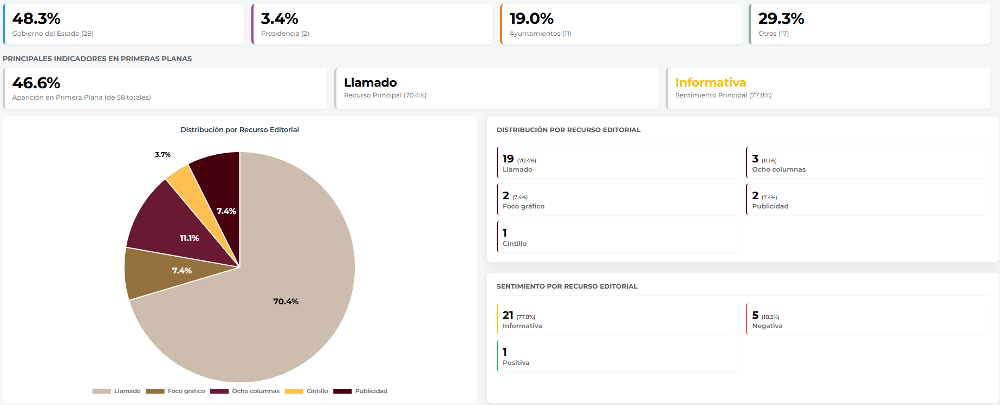 48.3%
Gobierno del Estado (28)
3.4%
Presidencia (2)
19.0%
Ayuntamientos (11)
29.3%
Otros (17)
PRINCIPALES INDICADORES EN PRIMERAS PLANAS
46.6%
Aparición en Primera Plana (de 58 totales)
Llamado
Recurso Principal (70.4%)
Informativa
Sentimiento Principal (77.8%)
Distribución por Recurso Editorial
3.7%
7.4%
11.1%
7.4%
70.4%
Llamado
Foco gráfico
Ocho columnas
Cintillo
Publicidad
DISTRIBUCIÓN POR RECURSO EDITORIAL
19 (70.4%)
Llamado
3 (11.1%)
Ocho columnas
2 (7.4%)
Foco gráfico
2 (7.4%)
Publicidad
1
Cintillo
SENTIMIENTO POR RECURSO EDITORIAL
21 (77.8%)
Informativa
5 (18.5%)
Negativa
1
Positiva